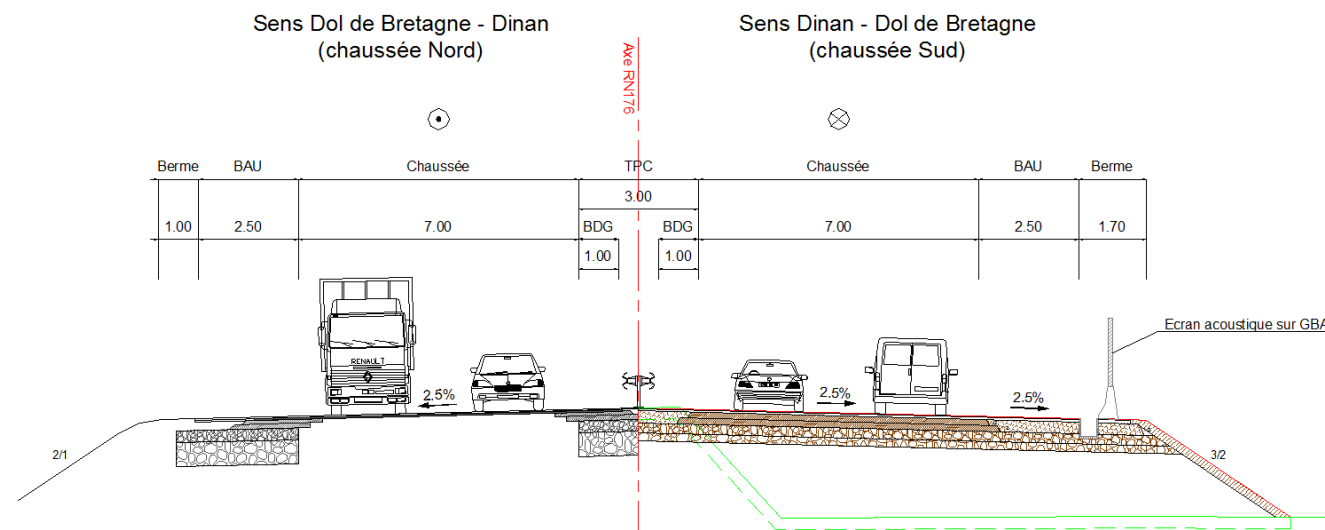 Sens Dol de Bretagne - Dinan
(chaussée Nord)
Sens Dinan - Dol de Bretagne
(chaussée Sud)
Axe RN176
Berme BAU Chaussée TPC Chaussée BAU Berme
3.00
1.00 2.50 7.00 BDG BDG 7.00 2.50 1.70
1.00 1.00
Ecran acoustique sur GBA
RENAULT
2.5% 2.5% 2.5%
2/1 3/2